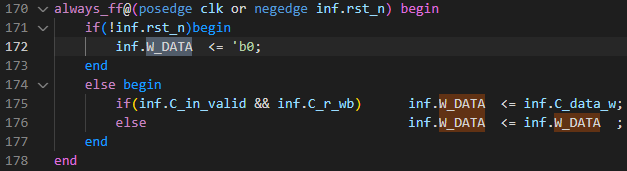 170 always_ff@(posedge clk or negedge inf.rst_n) begin
171     if(!inf.rst_n)begin
172         inf.W_DATA  <= 'b0;
173     end
174     else begin
175         if(inf.C_in_valid && inf.C_r_wb)      inf.W_DATA  <= inf.C_data_w;
176         else                                  inf.W_DATA  <= inf.W_DATA  ;
177     end
178 end